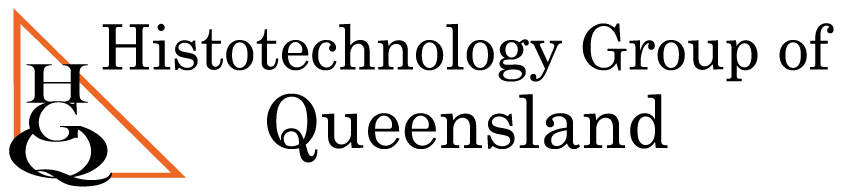 Histotechnology Group of
Queensland
H
G
Q